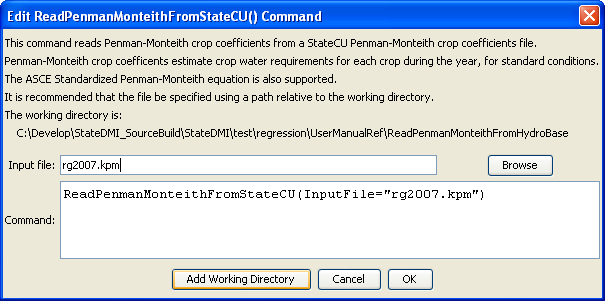 Edit ReadPenmanMonteithFromStateCU() Command
This command reads Penman-Monteith crop coefficients from a StateCU Penman-Monteith crop coefficients file.
Penman-Monteith crop coefficents estimate crop water requirements for each crop during the year, for standard conditions.
The ASCE Standardized Penman-Monteith equation is also supported.
It is recommended that the file be specified using a path relative to the working directory.
The working directory is:
C:\Develop\StateDMI_SourceBuild\StateDMI\test\regression\UserManualRef\ReadPenmanMonteithFromHydroBase
Input file: rg2007.kpm Browse
Command: ReadPenmanMonteithFromStateCU(InputFile="rg2007.kpm")
Add Working Directory Cancel OK